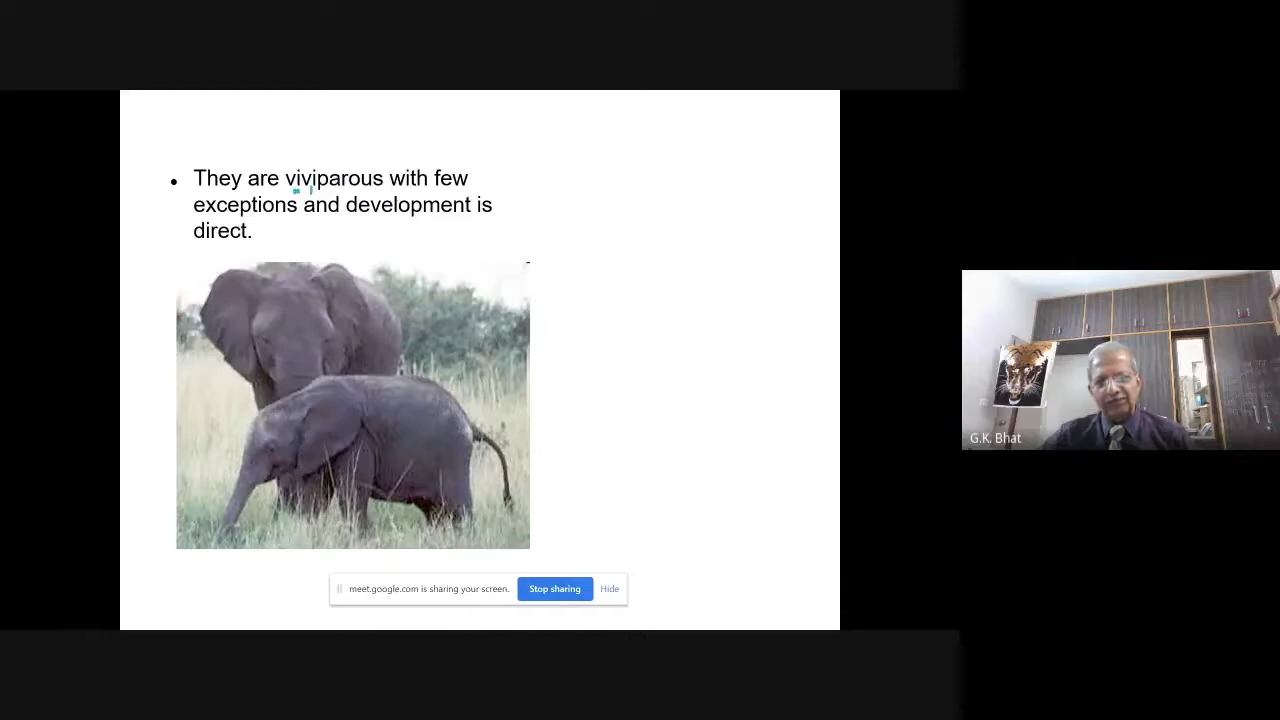 • They are viviparous with few
exceptions and development is
direct.
meet.google.com is sharing your screen. Stop sharing Hide
G.K. Bhat